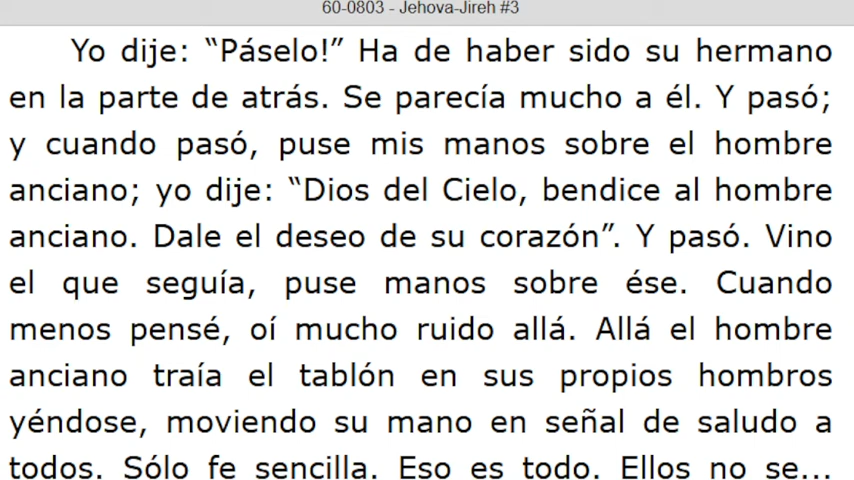 60-0803 - Jehova-Jireh #3
Yo dije: “Páselo!” Ha de haber sido su hermano
en la parte de atrás. Se parecía mucho a él. Y pasó;
y cuando pasó, puse mis manos sobre el hombre
anciano; yo dije: “Dios del Cielo, bendice al hombre
anciano. Dale el deseo de su corazón”. Y pasó. Vino
el que seguía, puse manos sobre ése. Cuando
menos pensé, oí mucho ruido allá. Allá el hombre
anciano traía el tablón en sus propios hombros
yéndose, moviendo su mano en señal de saludo a
todos. Sólo fe sencilla. Eso es todo. Ellos no se...